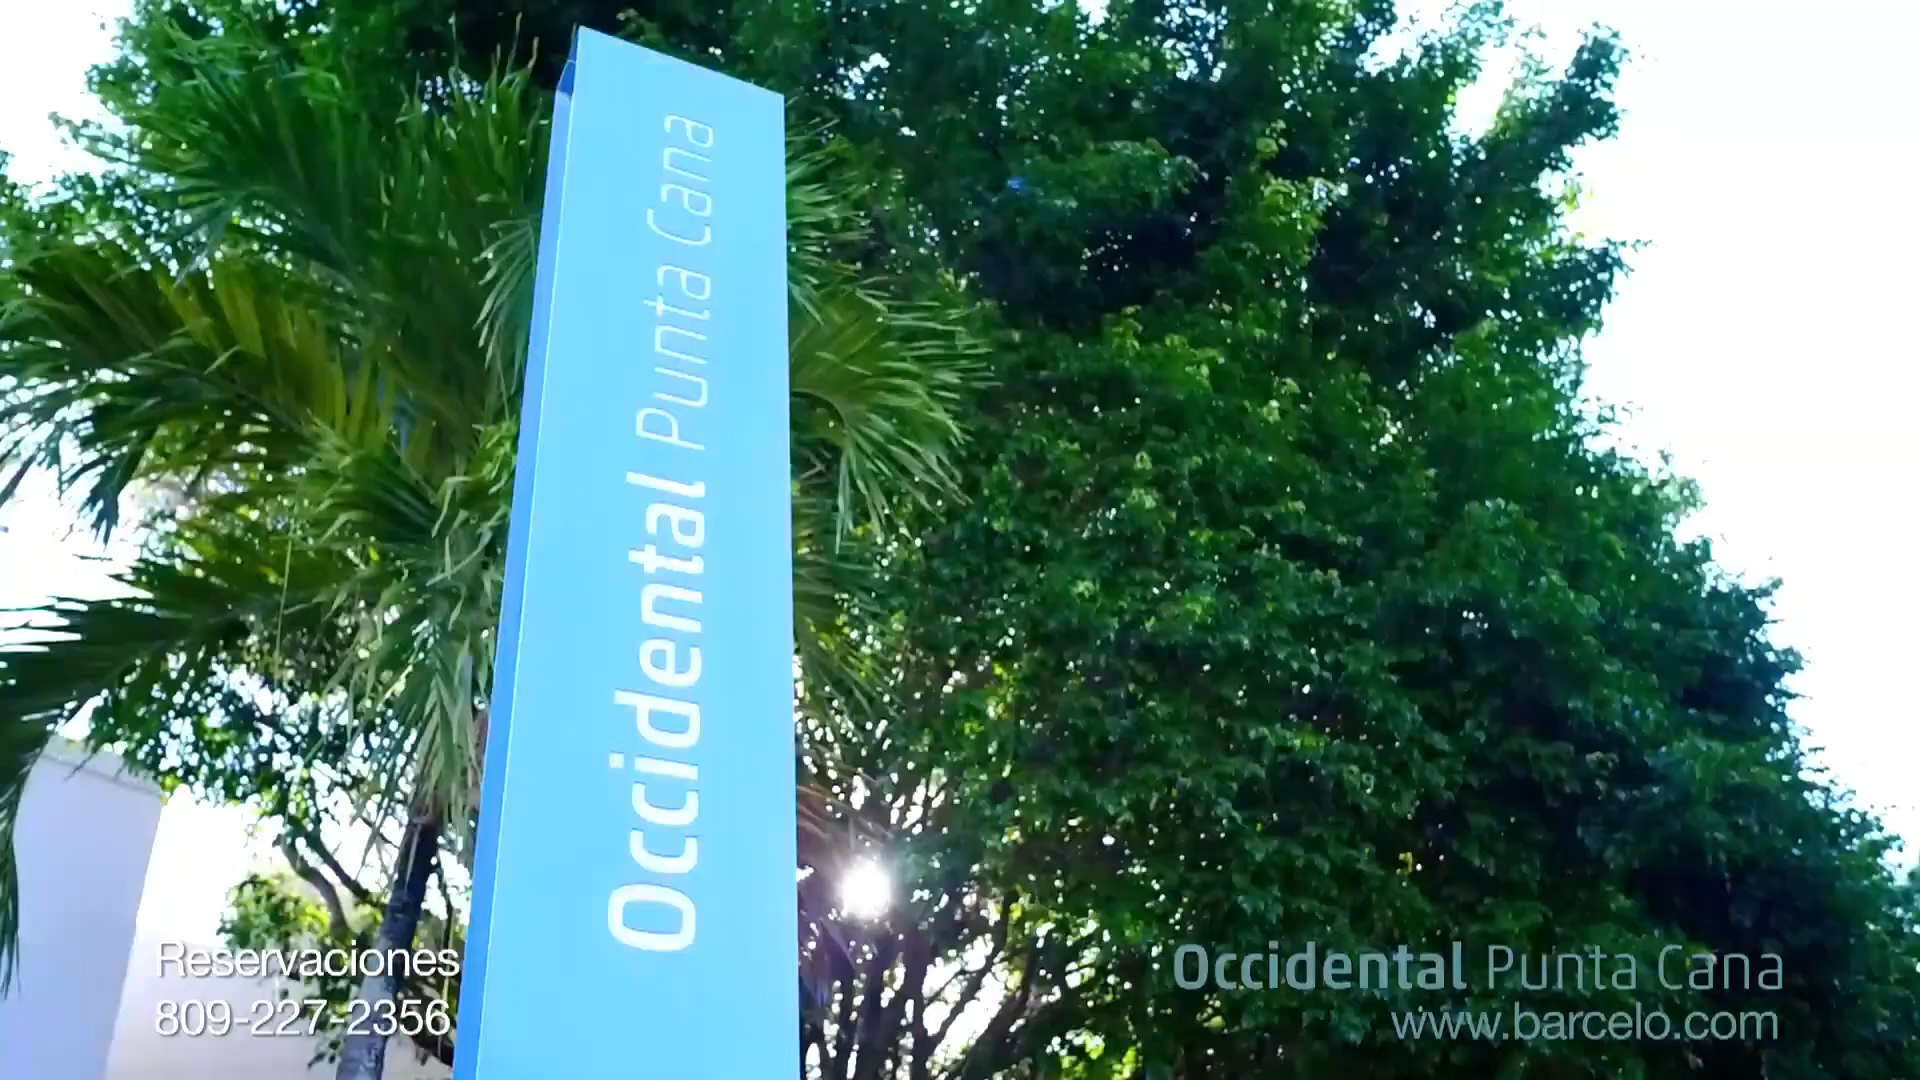 Occidental Punta Cana
Reservaciones
809-227-2356
Occidental Punta Cana
www.barcelo.com